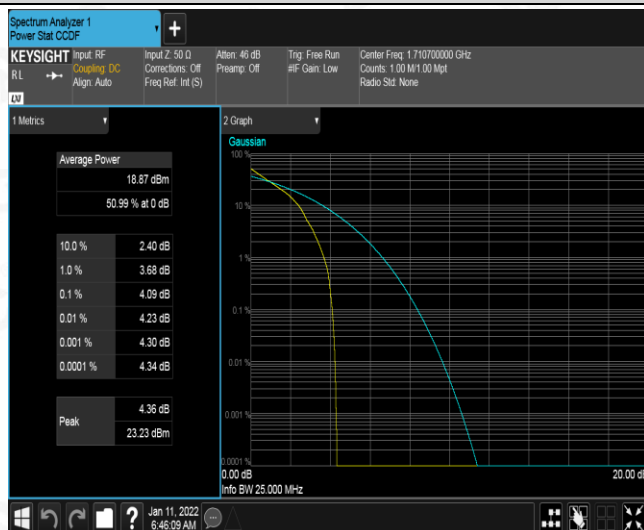 Spectrum Analyzer 1
Power Stat CCDF
+
KEYSIGHT
RL
Input: RF
Coupling: DC
Align: Auto
Input Z: 50 Ω
Corrections: Off
Freq Ref: Int (S)
Atten: 46 dB
Preamp: Off
Trig: Free Run
#IF Gain: Low
Center Freq: 1.710700000 GHz
Counts: 1.00 M/1.00 Mpt
Radio Std: None
LXI
1 Metrics
Average Power
18.87 dBm
50.99 % at 0 dB
10.0 % 2.40 dB
1.0 % 3.68 dB
0.1 % 4.09 dB
0.01 % 4.23 dB
0.001 % 4.30 dB
0.0001 % 4.34 dB
Peak
4.36 dB
23.23 dBm
2 Graph
Gaussian
100 %
10 %
1 %
0.1 %
0.01 %
0.001 %
0.0001 %
0.00 dB
20.00 d
Info BW 25.000 MHz
?
Jan 11, 2022
6:46:09 AM